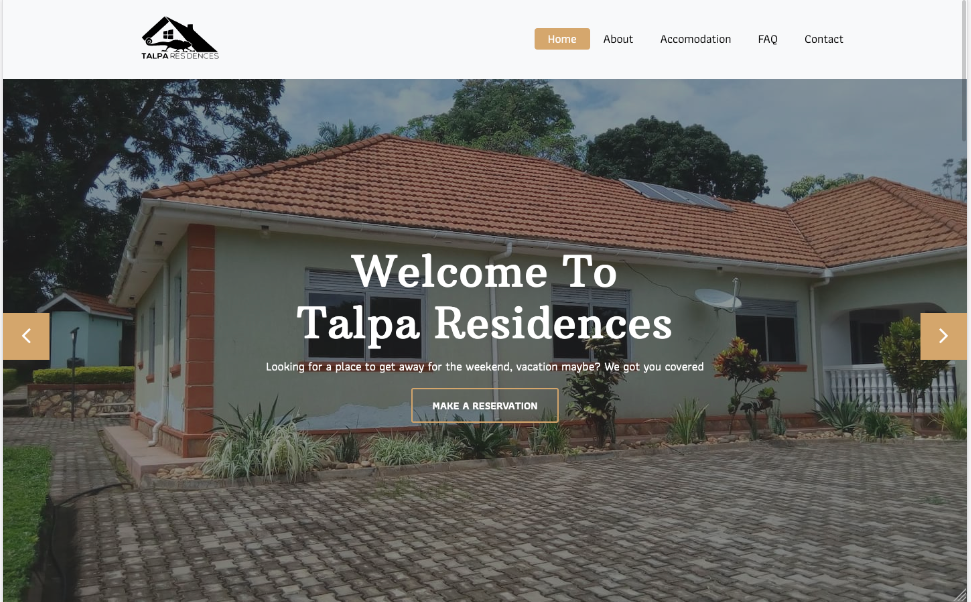 TALPA RESIDENCES
Home
About
Accomodation
FAQ
Contact
Welcome To
Talpa Residences
Looking for a place to get away for the weekend, vacation maybe? We got you covered
MAKE A RESERVATION